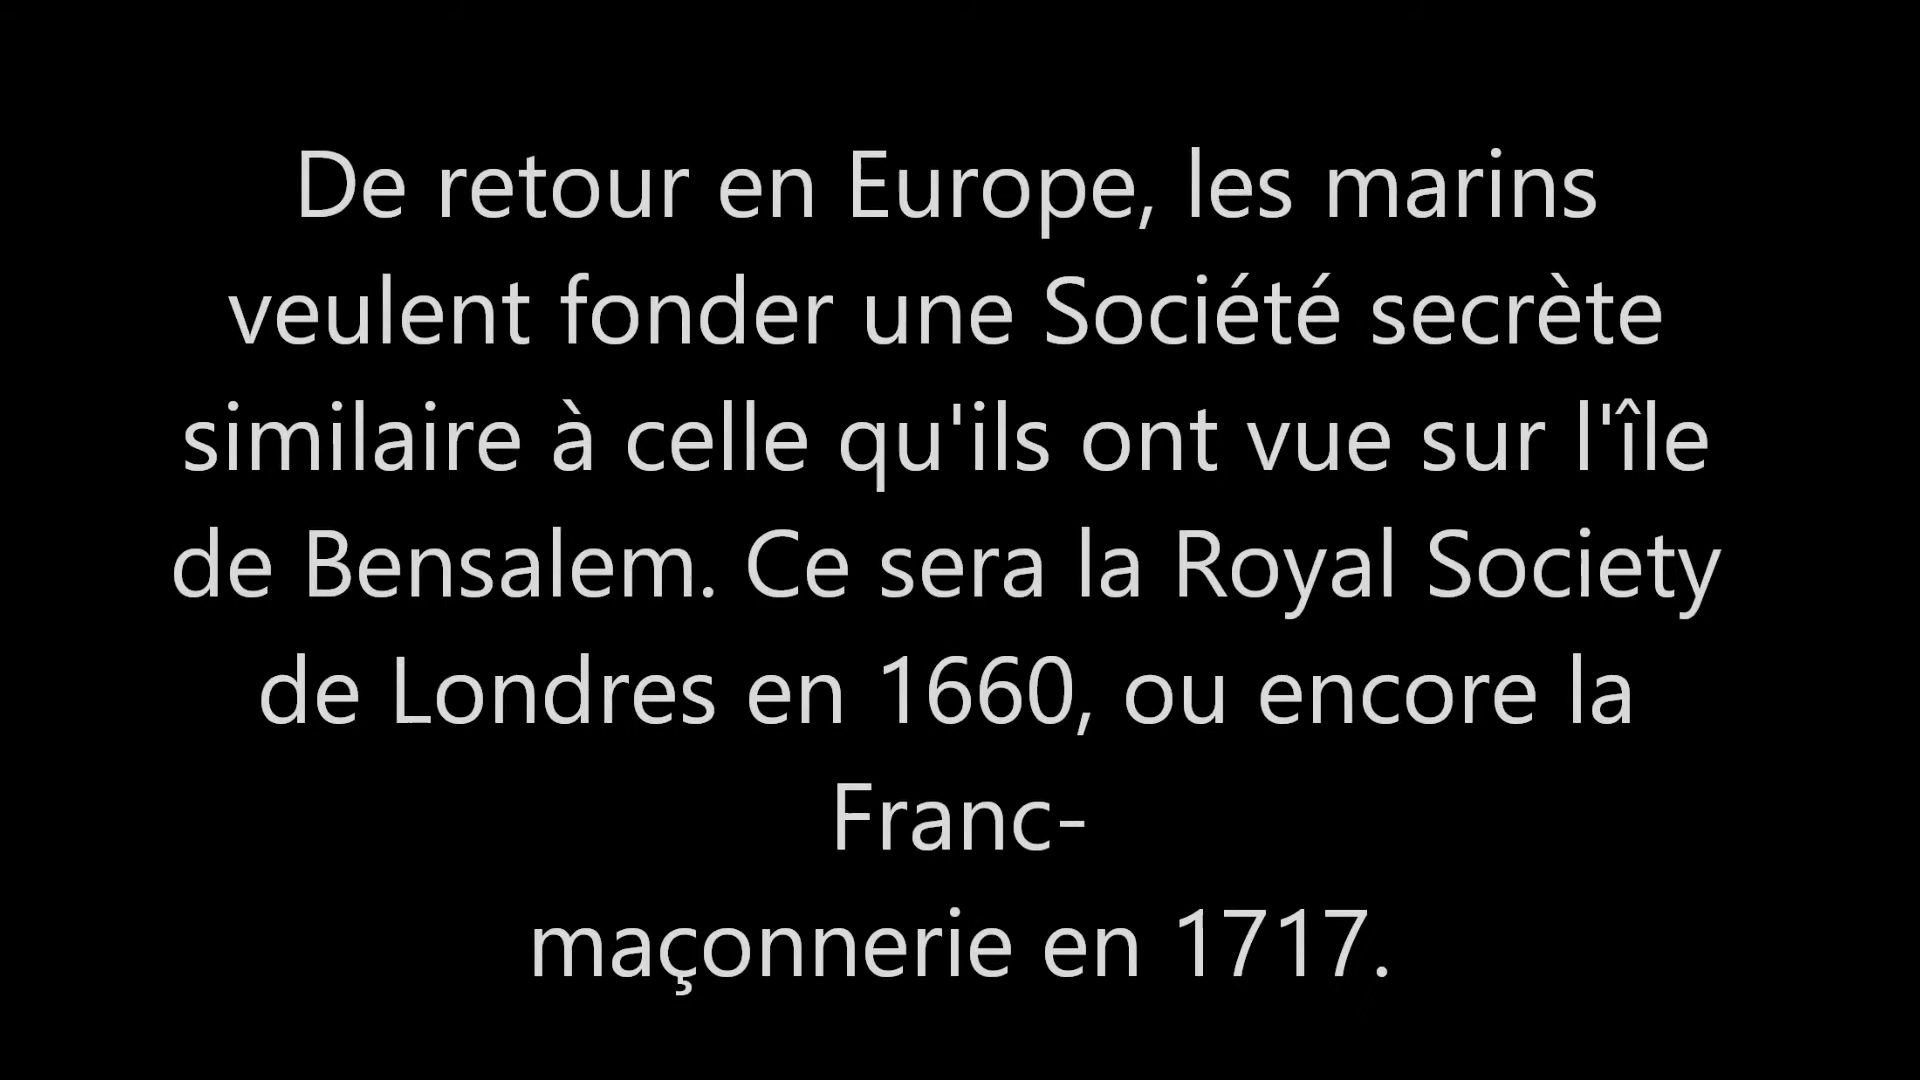 De retour en Europe, les marins
veulent fonder une Société secrète
similaire à celle qu'ils ont vue sur l'île
de Bensalem. Ce sera la Royal Society
de Londres en 1660, ou encore la
Franc-
maçonnerie en 1717.